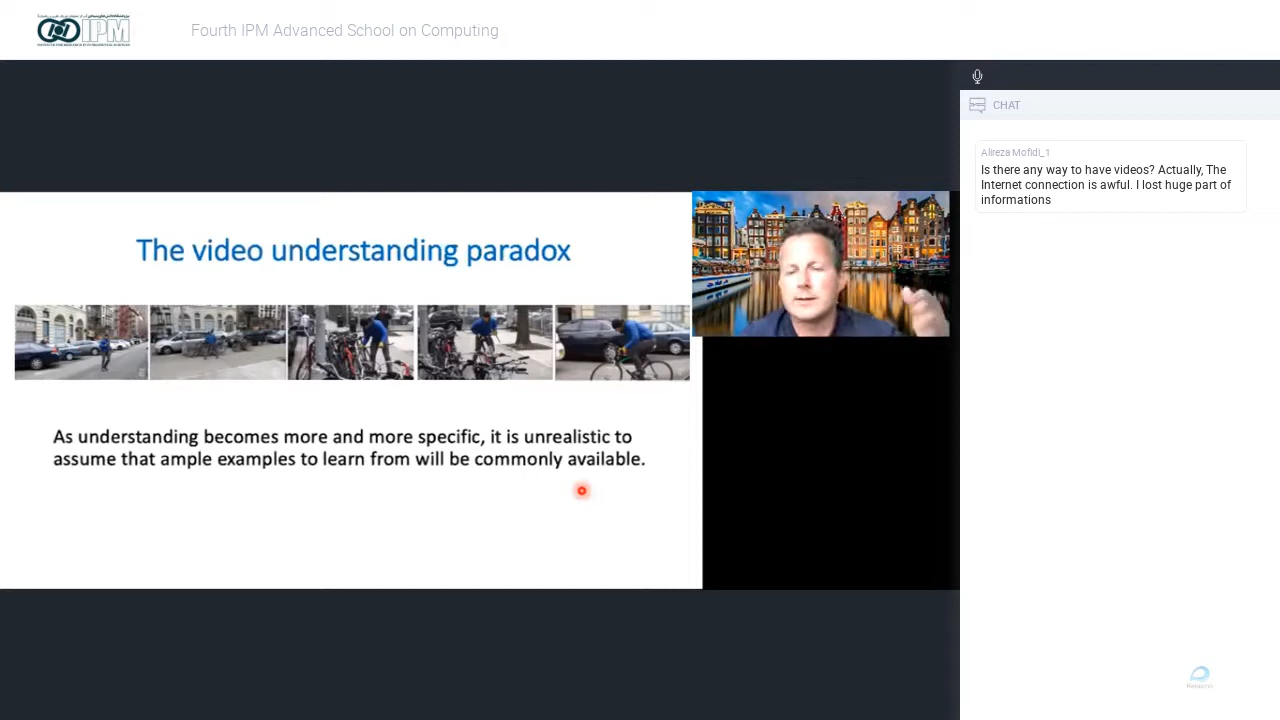 IPM
Fourth IPM Advanced School on Computing
CHAT
Alireza Mofidi_1
Is there any way to have videos? Actually, The
Internet connection is awful. I lost huge part of
informations
The video understanding paradox
As understanding becomes more and more specific, it is unrealistic to
assume that ample examples to learn from will be commonly available.